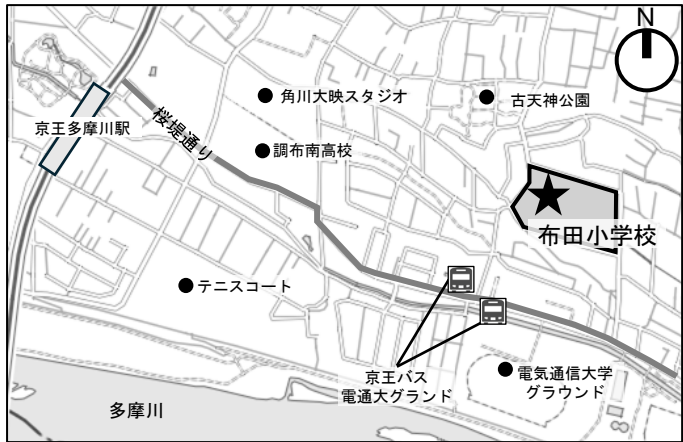 N
角川大映スタジオ
古天神公園
京王多摩川駅
桜堤通り
調布南高校
布田小学校
テニスコート
京王バス
電通大グランド
電気通信大学
グラウンド
多摩川